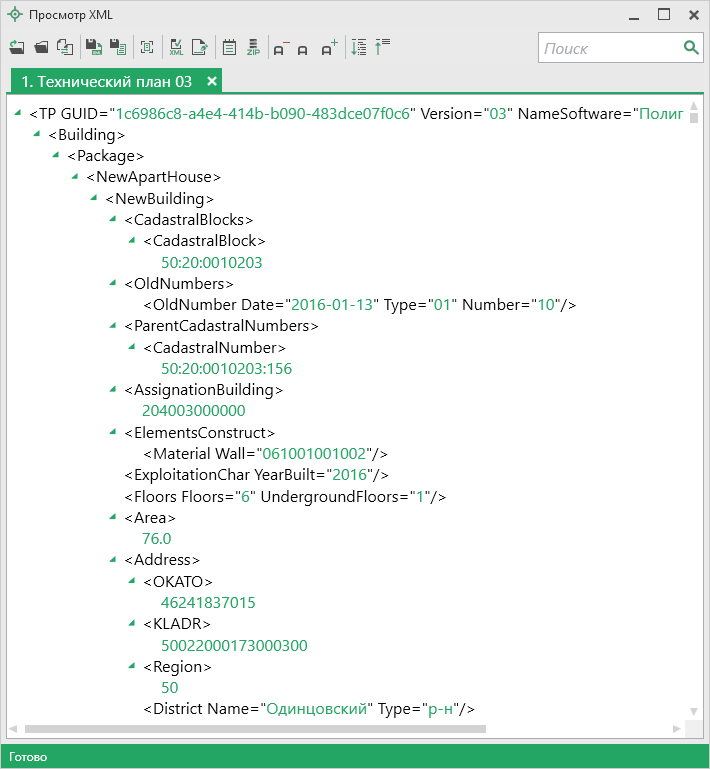 Просмотр XML
XML ZIP
Поиск
1. Технический план 03
<TP GUID="1c6986c8-a4e4-414b-b090-483dce07f0c6" Version="03" NameSoftware="Полиг
<Building>
<Package>
<NewApartHouse>
<NewBuilding>
<CadastralBlocks>
<CadastralBlock>
50:20:0010203
<OldNumbers>
<OldNumber Date="2016-01-13" Type="01" Number="10"/>
<ParentCadastralNumbers>
<CadastralNumber>
50:20:0010203:156
<AssignationBuilding>
204003000000
<ElementsConstruct>
<Material Wall="061001001002"/>
<ExploitationChar YearBuilt="2016"/>
<Floors Floors="6" UndergroundFloors="1"/>
<Area>
76.0
<Address>
<OKATO>
46241837015
<KLADR>
50022000173000300
<Region>
50
<District Name="Одинцовский" Type="р-н"/>
Готово